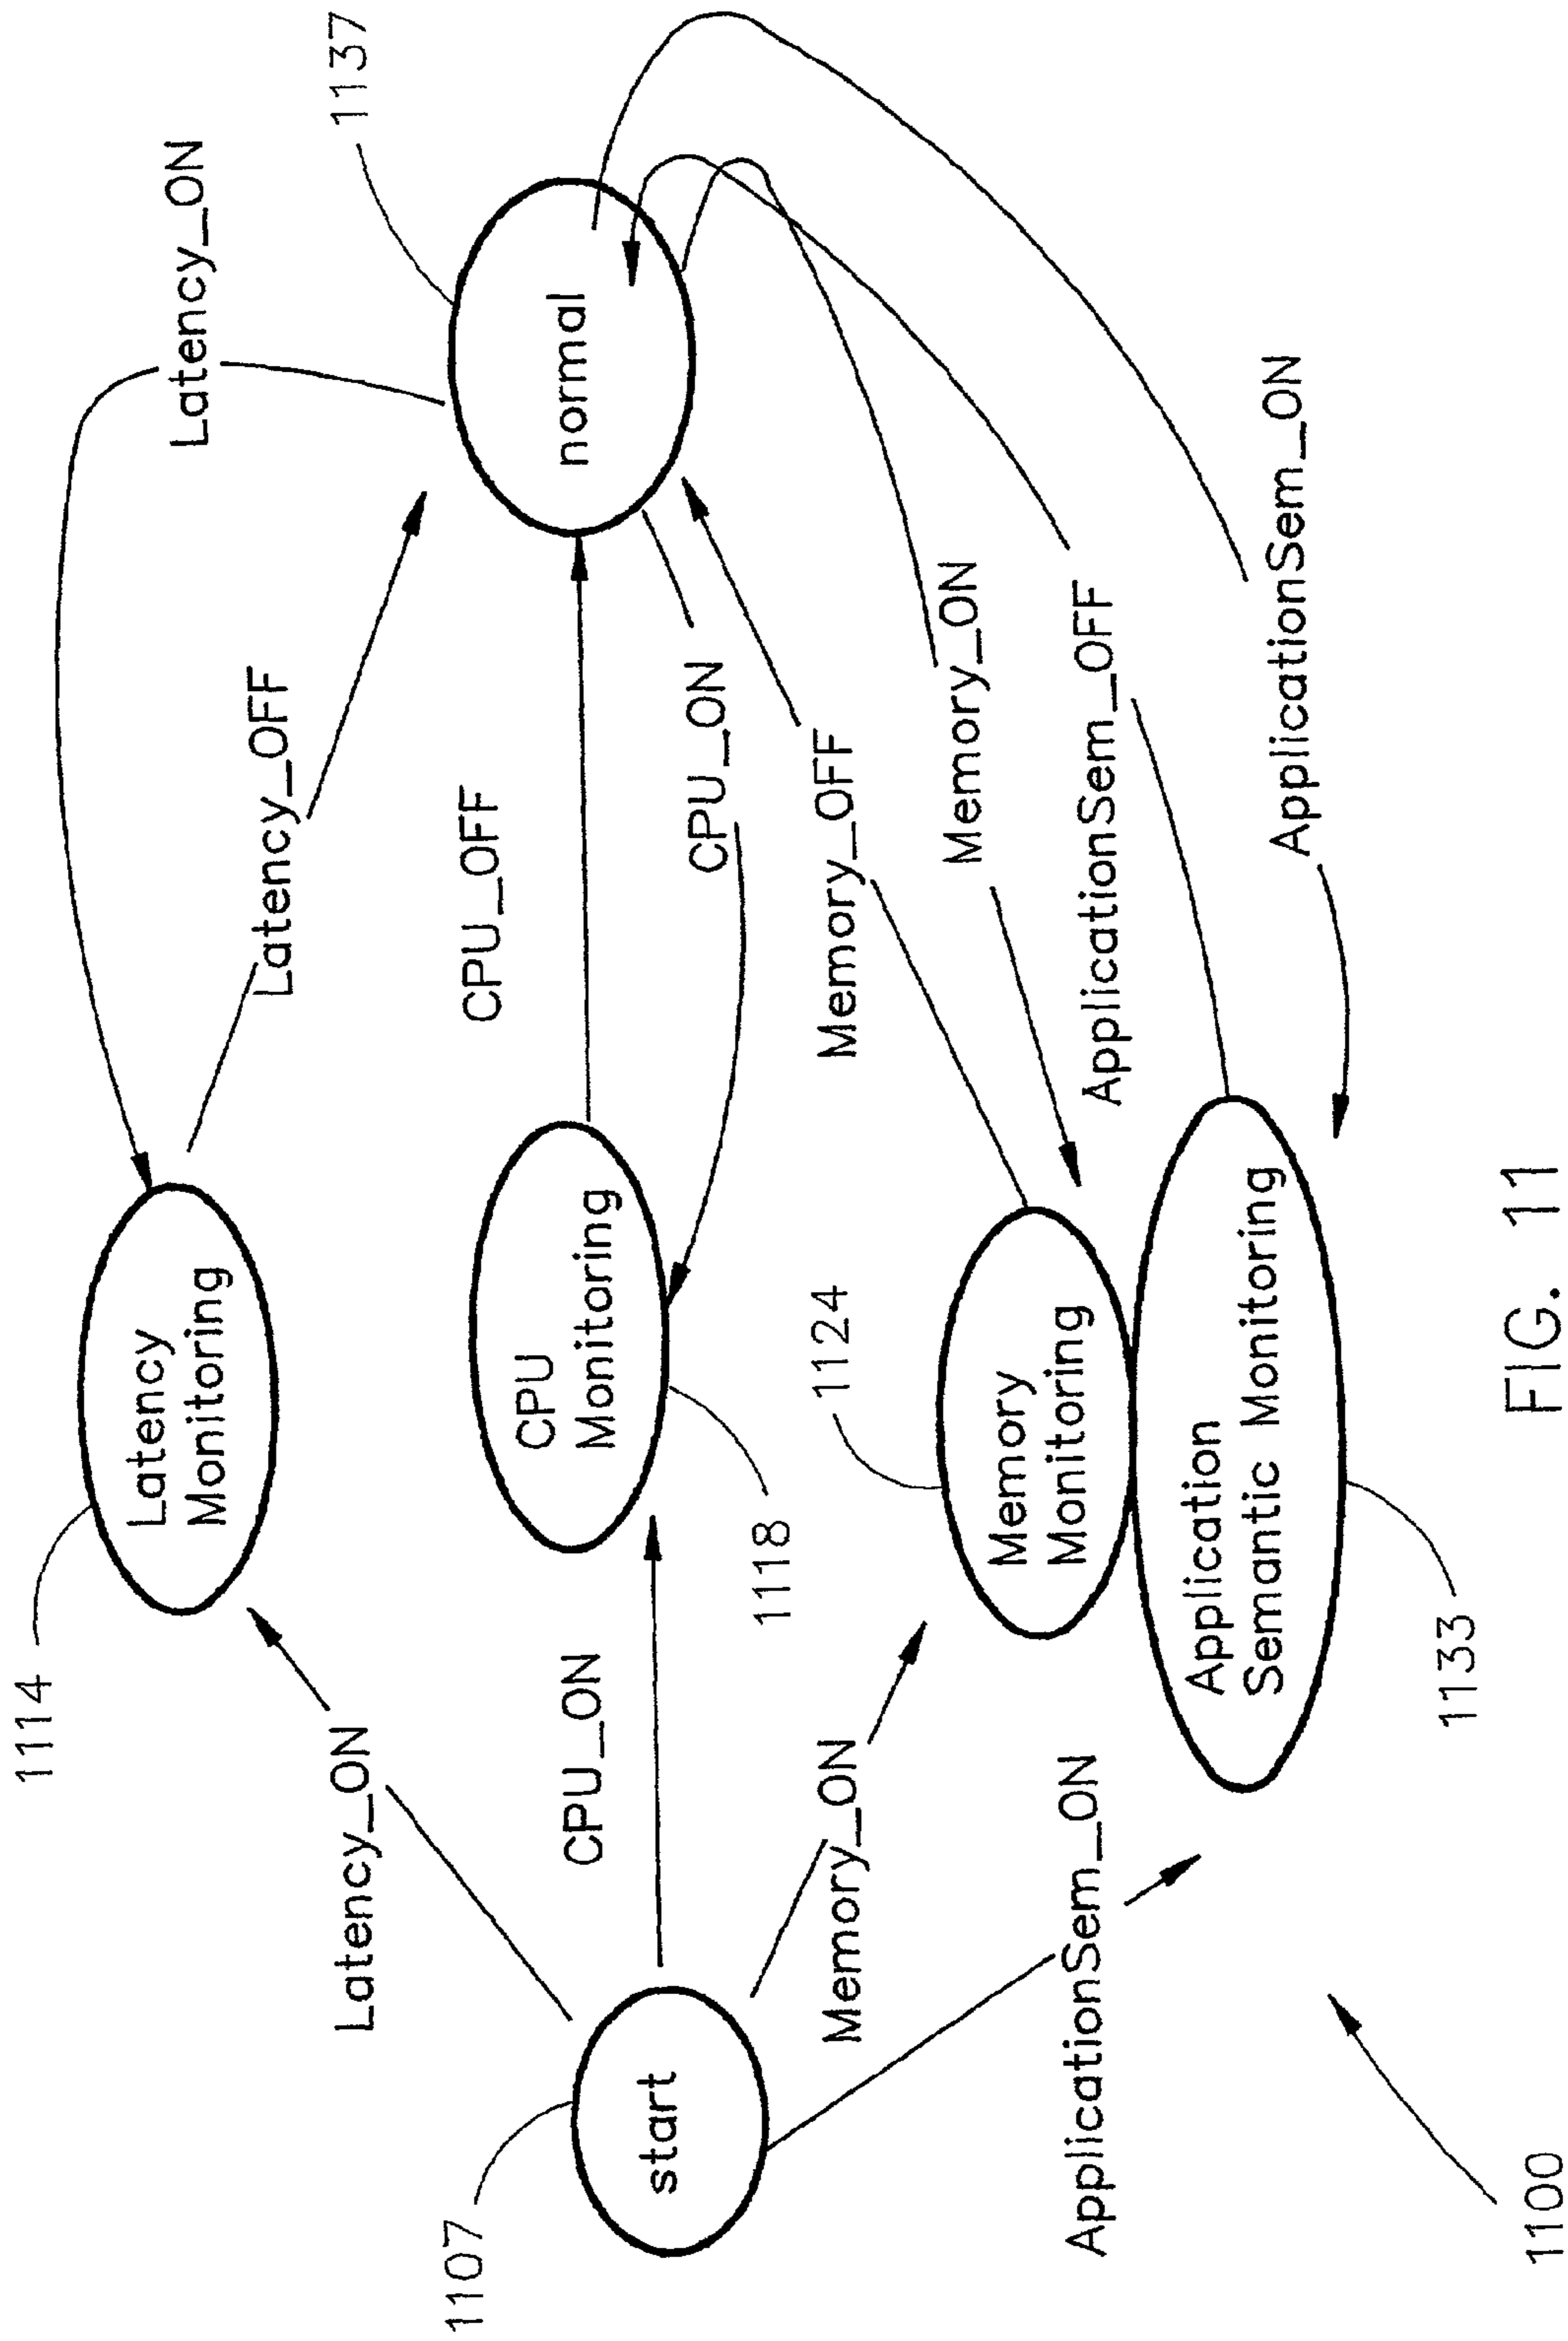 1114
Latency_ON
Latency
Monitoring
Latency_OFF
Latency_ON
1137
1107
start
CPU_ON
CPU
Monitoring
1118
CPU_OFF
CPU_ON
normal
Memory_ON
Memory
Monitoring
1124
Memory_OFF
Memory_ON
ApplicationSem_ON
Application
Semantic Monitoring
1133
ApplicationSem_OFF
ApplicationSem_ON
1100
FIG. 11